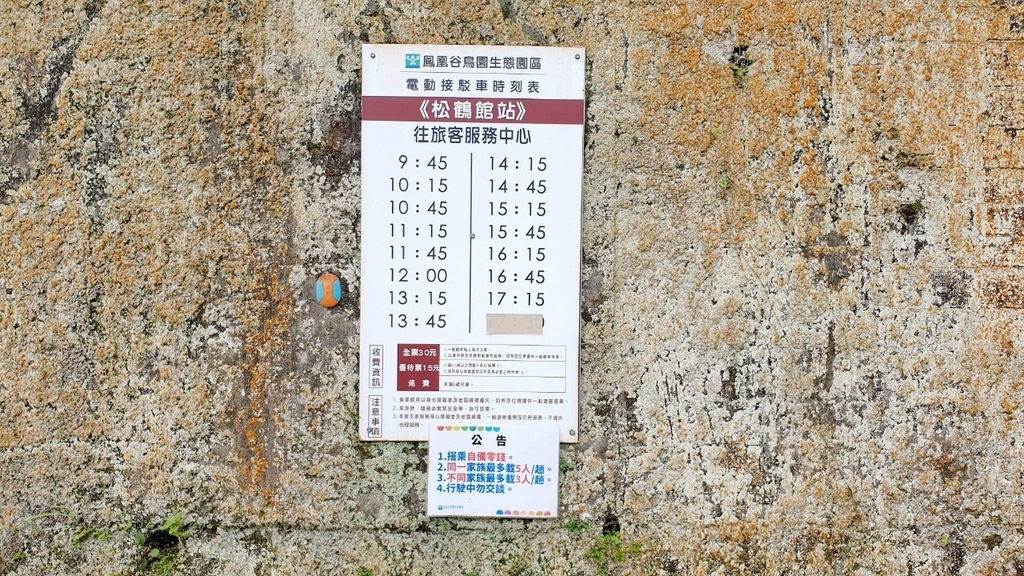 鳳凰谷鳥園生態園區
電動接駁車時刻表
《松鶴館站》
往旅客服務中心
9:45 14:15
10:15 14:45
10:45 15:15
11:15 15:45
11:45 16:15
12:00 16:45
13:15 17:15
13:45
收費資訊
全票30元
優待票15元
免費
注意事項
公告
1.搭乘自備零錢。
2.同一家族最多載5人/趟。
3.不同家族最多載3人/趟。
4.行駛中勿交談。